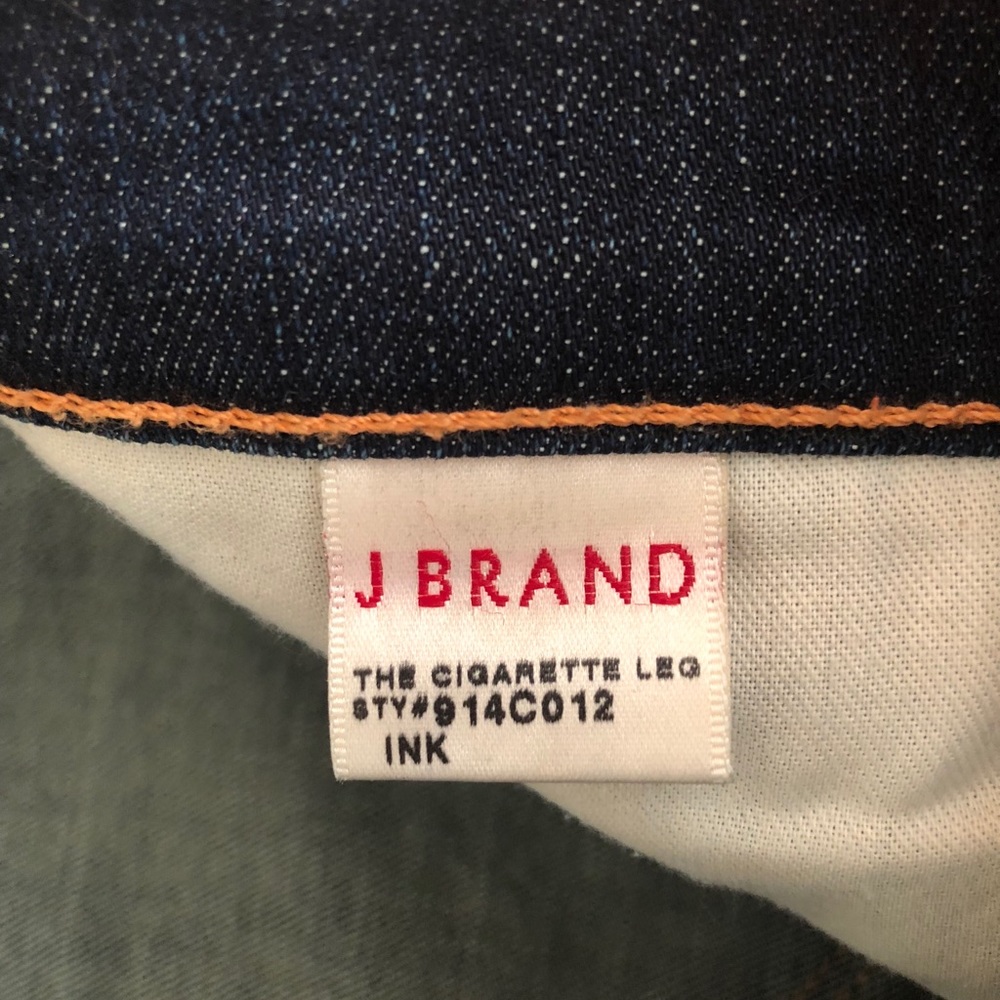 J BRAND
THE CIGARETTE LEG
STY#914C012
INK